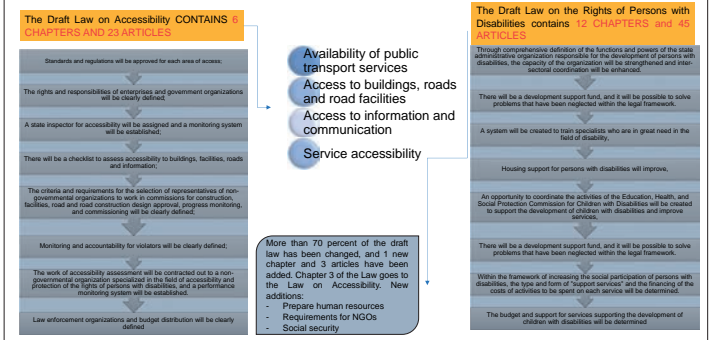 the Draft Law on Accessibility CONTAINS 6
CHAPTERS AND 23 ARTICLES
Standards and regulations will be approved for each area of access;
The rights and responsibilities of enterprises and government organizations
will be clearly defined;
A state inspector for accessibility will be assigned and a monitoring system
will be established;
There will be a checklist to assess accessibility to buildings, facilities, roads
and information;
The criteria and requirements for the selection of representatives of non-
governmental organizations to work in commissions for construction,
facilities, road and road construction design approval, progress monitoring,
and commissioning will be clearly defined;
Monitoring and accountability for violators will be clearly defined;
The work of accessibility assessment will be contracted out to a non-
governmental organization specialized in the field of accessibility and
protection of the rights of persons with disabilities, and a performance
monitoring system will be established.
Law enforcement organizations and budget distribution will be clearly
defined
Availability of public
transport services
Access to buildings, roads
and road facilities
Access to information and
communication
Service accessibility
More than 70 percent of the draft
law has been changed, and 1 new
chapter and 3 articles have been
added. Chapter 3 of the Law goes to
the Law on Accessibility. New
additions:
- Prepare human resources
- Requirements for NGOs
- Social security
The Draft Law on the Rights of Persons with
Disabilities contains 12 CHAPTERS and 45
ARTICLES
Through comprehensive definition of the functions and powers of the state
administrative organization responsible for the development of persons with
disabilities, the capacity of the organization will be strengthened and inter-
sectoral coordination will be enhanced.
There will be a development support fund, and it will be possible to solve
problems that have been neglected within the legal framework.
A system will be created to train specialists who are in great need in the
field of disability,
Housing support for persons with disabilities will improve,
An opportunity to coordinate the activities of the Education, Health, and
Social Protection Commission for Children with Disabilities will be created
to support the development of children with disabilities and improve
services,
There will be a development support fund, and it will be possible to solve
problems that have been neglected within the legal framework.
Within the framework of increasing the social participation of persons with
disabilities, the type and form of "support services" and the financing of the
costs of activities to be spent on each service will be determined.
The budget and support for services supporting the development of
children with disabilities will be determined